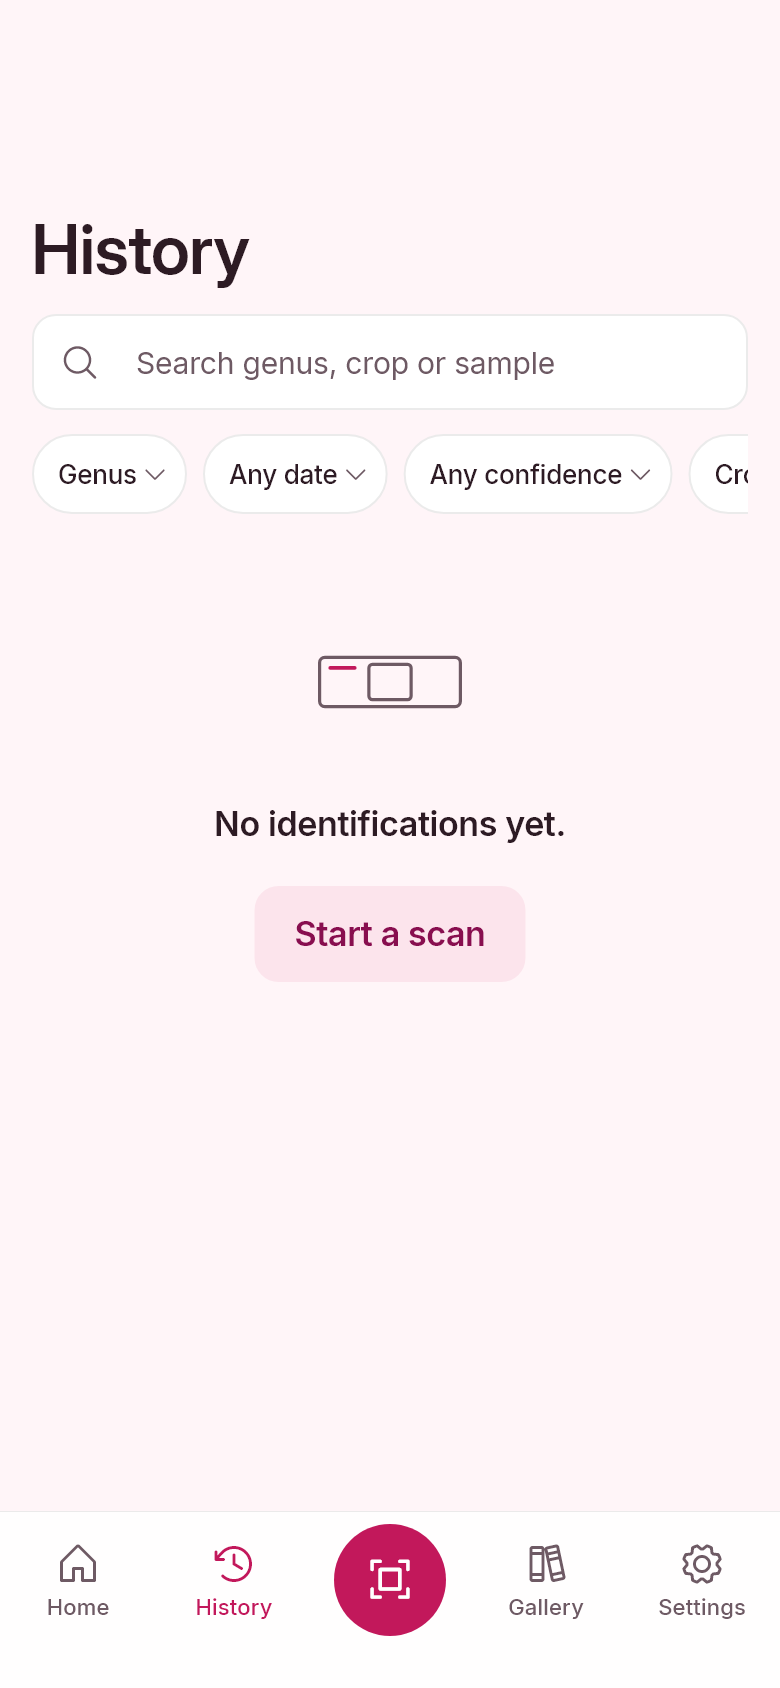 History
Search genus, crop or sample
Genus
Any date
Any confidence
Cro
No identifications yet.
Start a scan
Home
History
Gallery
Settings